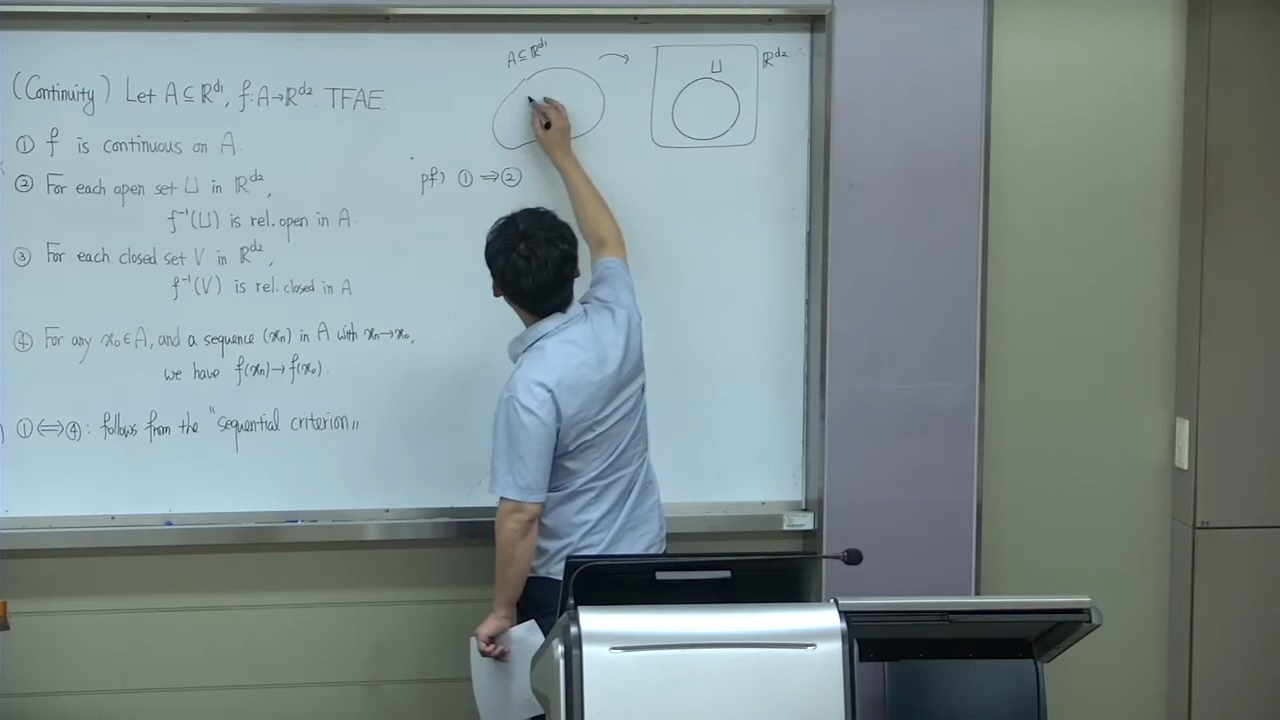 (Continuity) Let A ⊆ ℝ^d₁, f: A→ℝ^d₂. TFAE
① f is continuous on A.
② For each open set U in ℝ^d₂,
f⁻¹(U) is rel. open in A
③ For each closed set V in ℝ^d₂,
f⁻¹(V) is rel. closed in A
④ For any x₀∈A, and a sequence (xₙ) in A with xₙ→x₀,
we have f(xₙ)→f(x₀).
①⇔④: follows from the "sequential criterion"
A⊆ℝ^d₁
U
ℝ^d₂
pf) ①⇒②